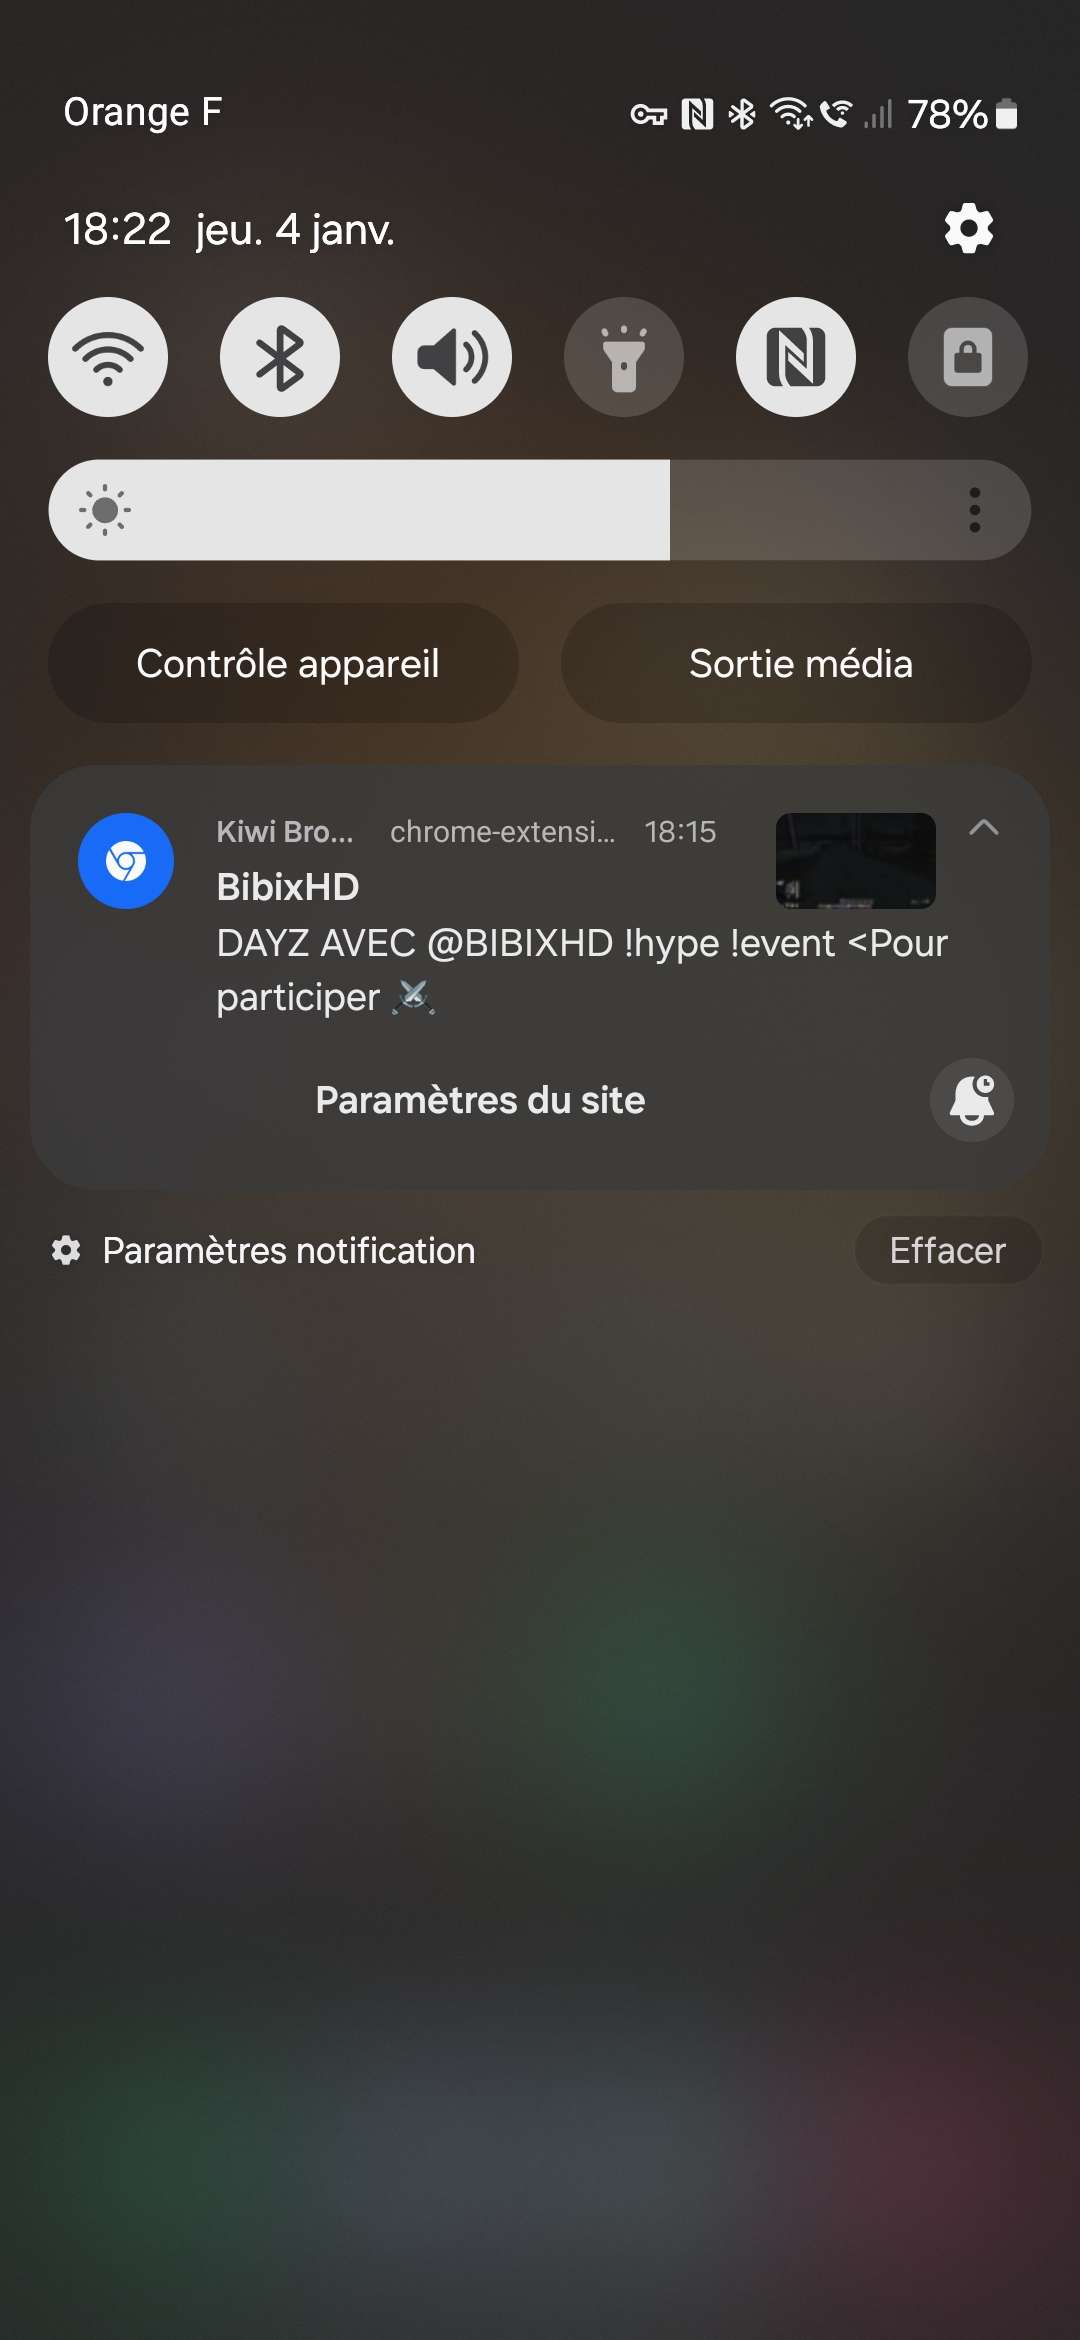 Orange F 78%
18:22 jeu. 4 janv.
Contrôle appareil Sortie média
Kiwi Bro... chrome-extensi... 18:15
BibixHD
DAYZ AVEC @BIBIXHD !hype !event <Pour
participer ⚔️
Paramètres du site
Paramètres notification Effacer